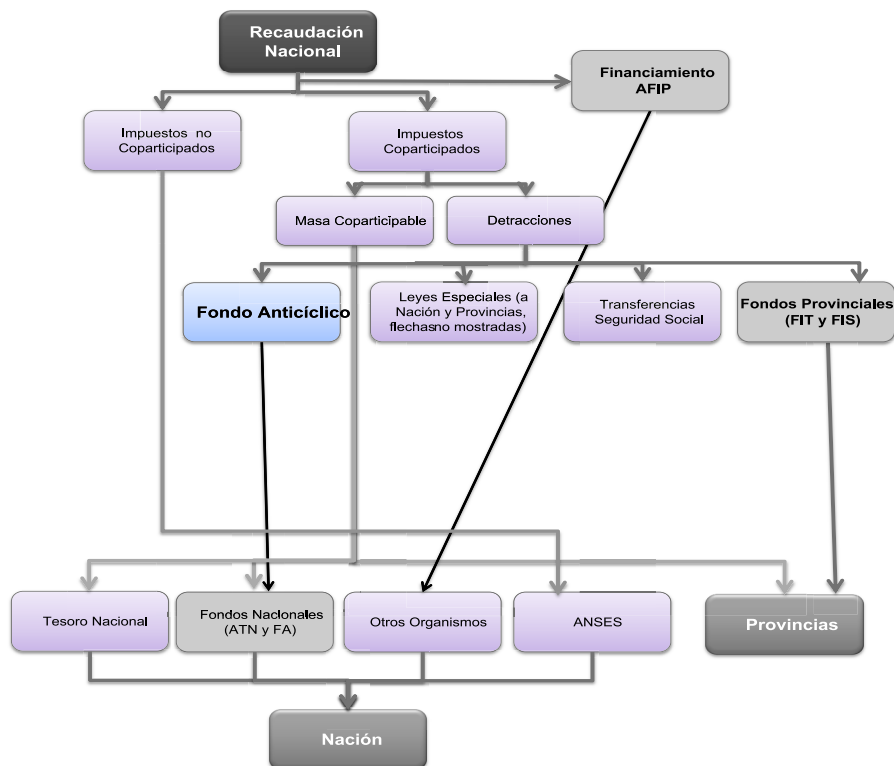 Recaudación
Nacional
Financiamiento
AFIP
Impuestos no
Coparticipados
Impuestos
Coparticipados
Masa Coparticipable
Detracciones
Fondo Anticíclico
Leyes Especiales (a
Nación y Provincias,
flechasno mostradas)
Transferencias
Seguridad Social
Fondos Provinciales
(FIT y FIS)
Tesoro Nacional
Fondos Nacionales
(ATN y FA)
Otros Organismos
ANSES
Provincias
Nación